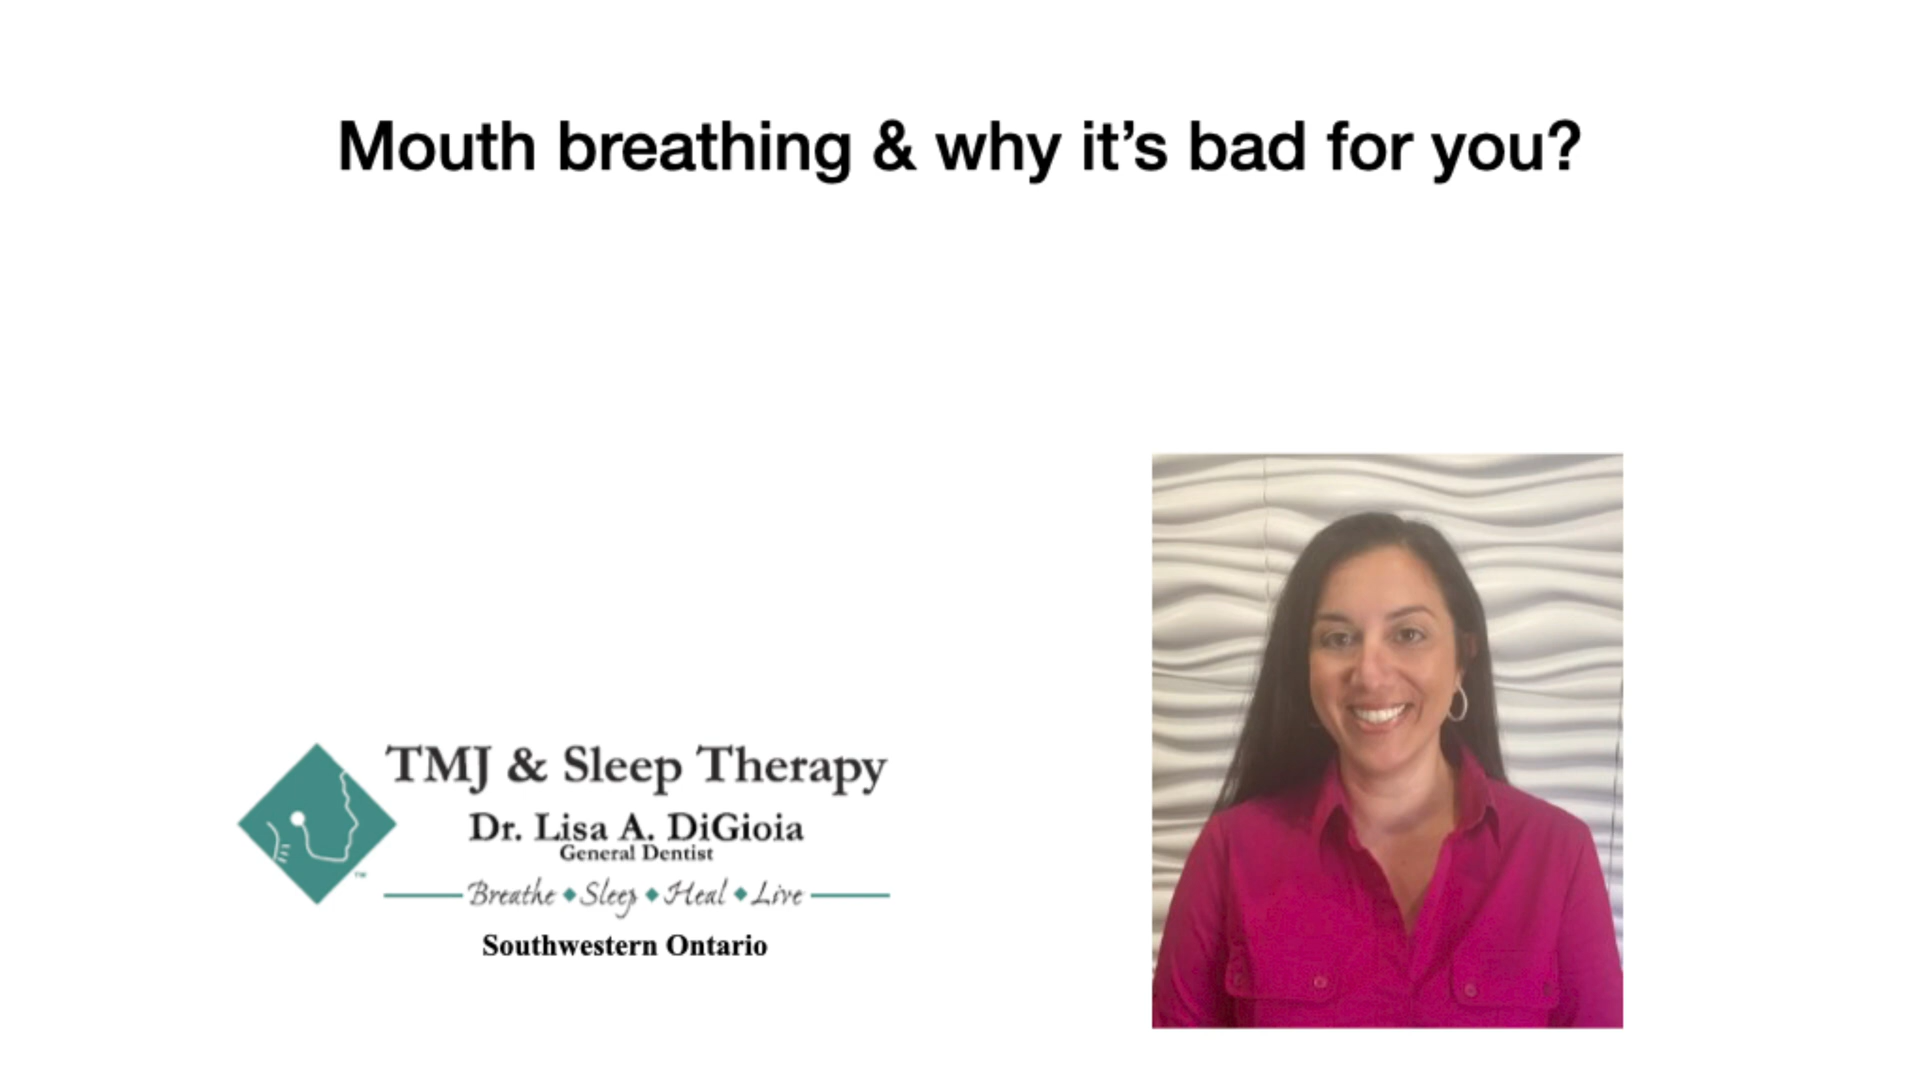 Mouth breathing & why it’s bad for you?
TMJ & Sleep Therapy
Dr. Lisa A. DiGioia
General Dentist
Breathe ◆ Sleep ◆ Heal ◆ Live
Southwestern Ontario
TM